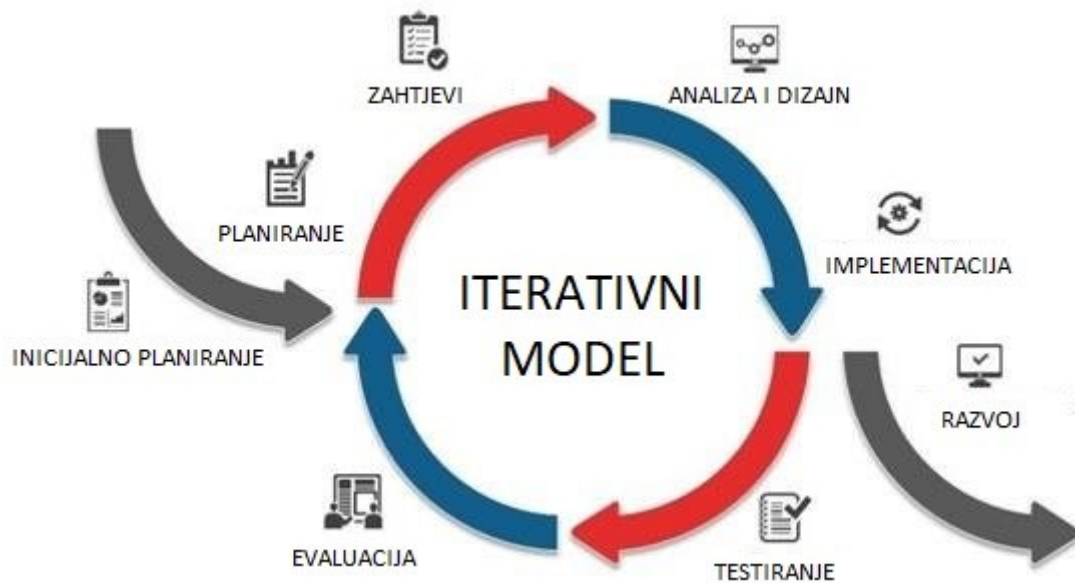 ZAHTJEVI
ANALIZA I DIZAJN
PLANIRANJE
IMPLEMENTACIJA
ITERATIVNI
MODEL
INICIJALNO PLANIRANJE
RAZVOJ
EVALUACIJA
TESTIRANJE